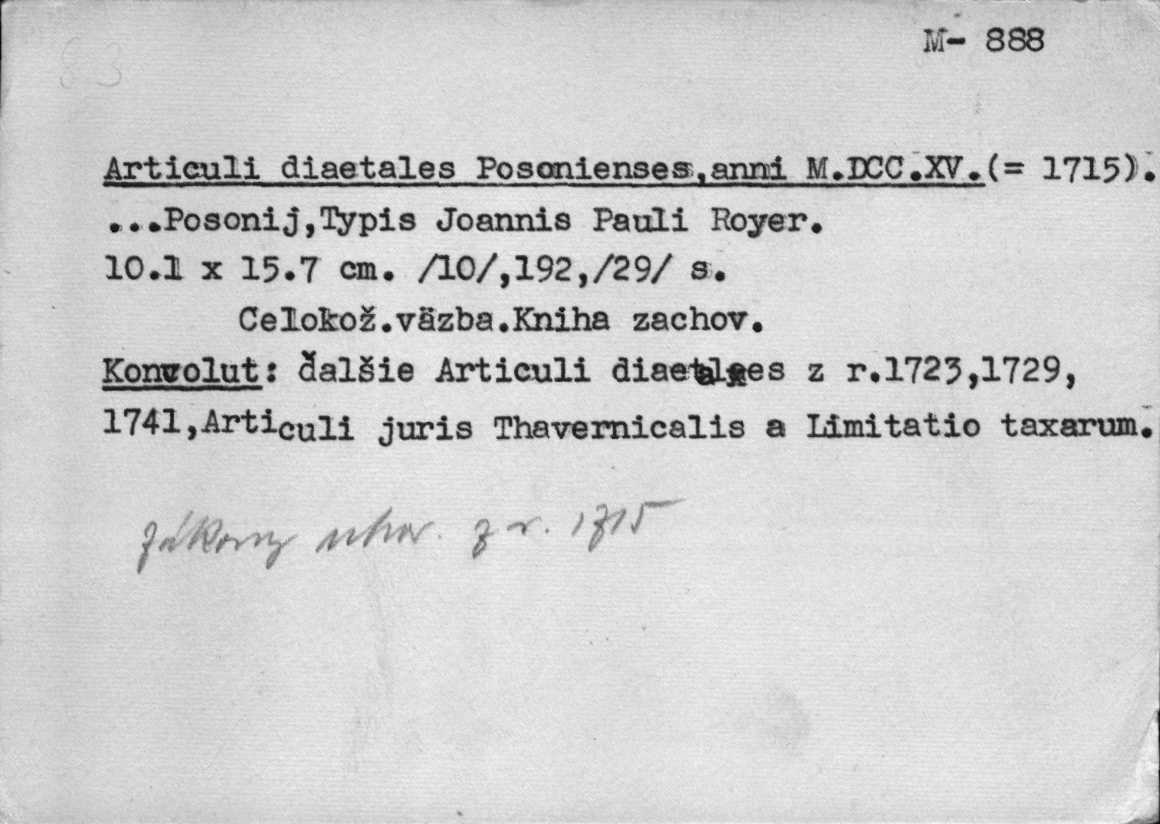 M- 888
Articuli diaetales Posonienses,anni M.DCC.XV.(= 1715).
...Posonij,Typis Joannis Pauli Royer.
10.1 x 15.7 cm. /10/,192,/29/ s.
Celokož.väzba.Kniha zachov.
Konvolut: ďalšie Articuli diaetales z r.1723,1729,
1741,Articuli juris Thavernicalis a Limitatio taxarum.
zákony uhor. z r. 1715